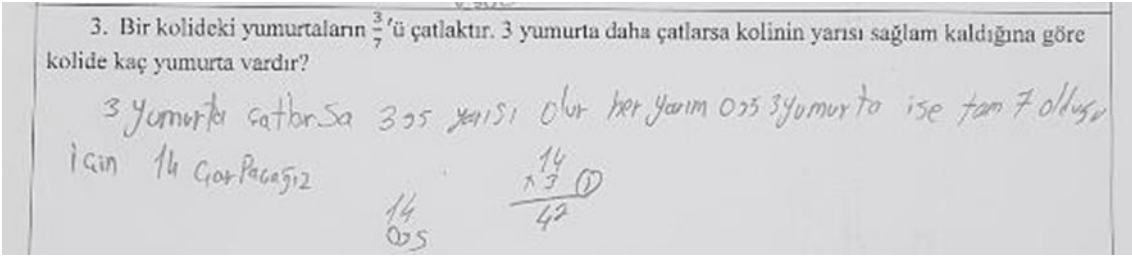 3. Bir kolideki yumurtaların 3/7'ü çatlaktır. 3 yumurta daha çatlarsa kolinin yarısı sağlam kaldığına göre
kolide kaç yumurta vardır?
3 yumurta çatlarsa 3,5 yarısı olur her yarım 0,5 3 yumurta ise tam 7 olduğu
için 14 çarpacağız
14
× 3 1
42
14
0,5